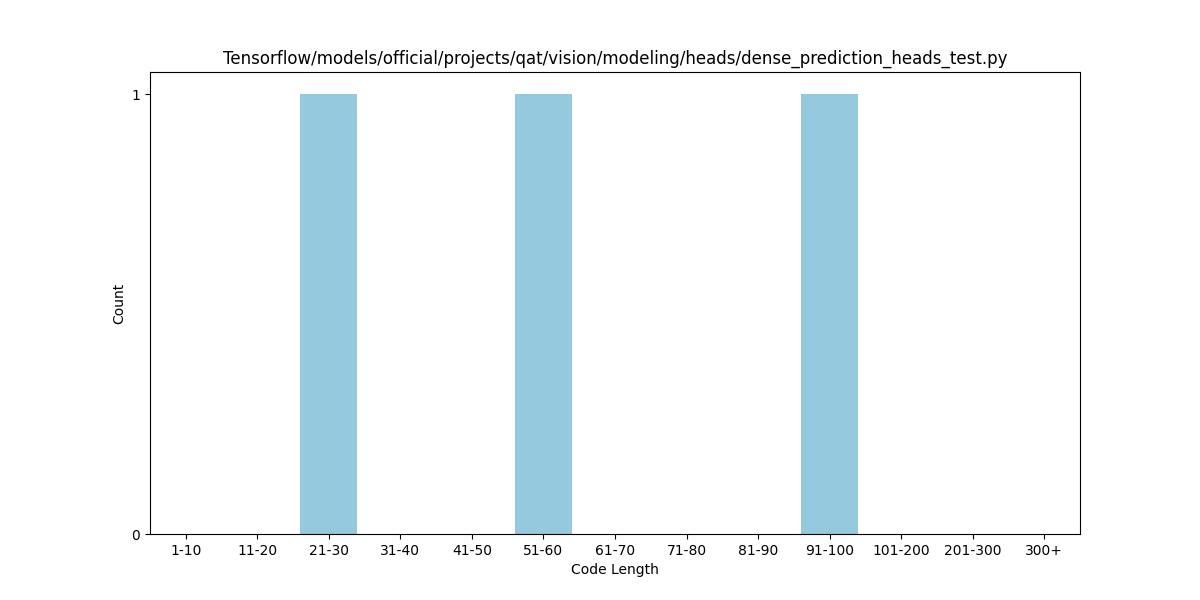 Tensorflow/models/official/projects/qat/vision/modeling/heads/dense_prediction_heads_test.py
1
Count
0
1-10 11-20 21-30 31-40 41-50 51-60 61-70 71-80 81-90 91-100 101-200 201-300 300+
Code Length